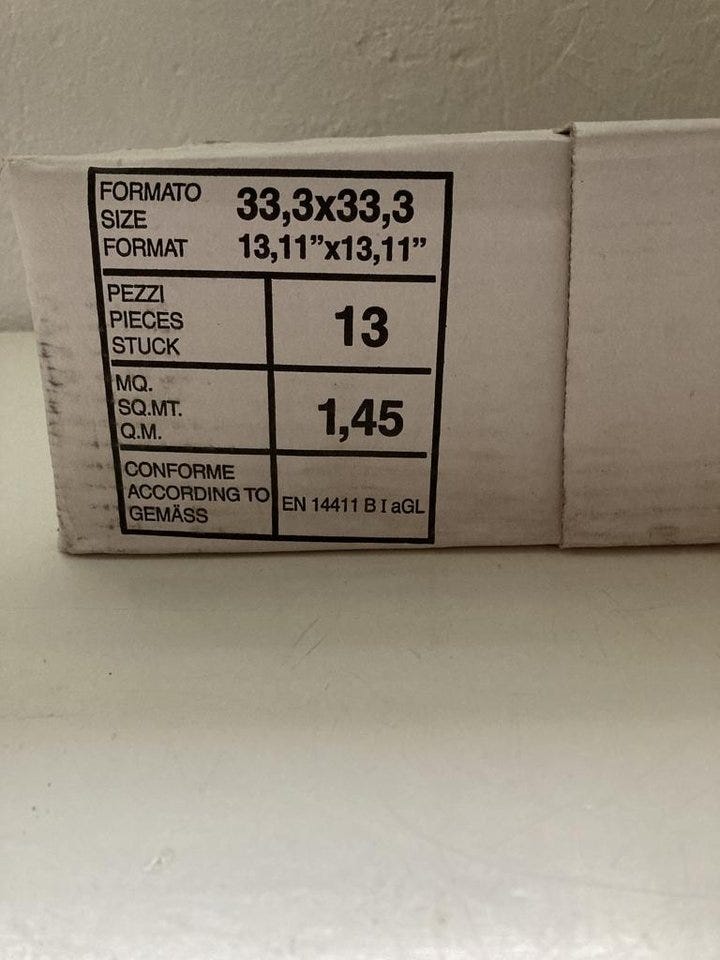 FORMATO
SIZE
FORMAT
33,3x33,3
13,11”x13,11”
PEZZI
PIECES
STUCK
13
MQ.
SQ.MT.
Q.M.
1,45
CONFORME
ACCORDING TO
GEMÄSS
EN 14411 B I aGL